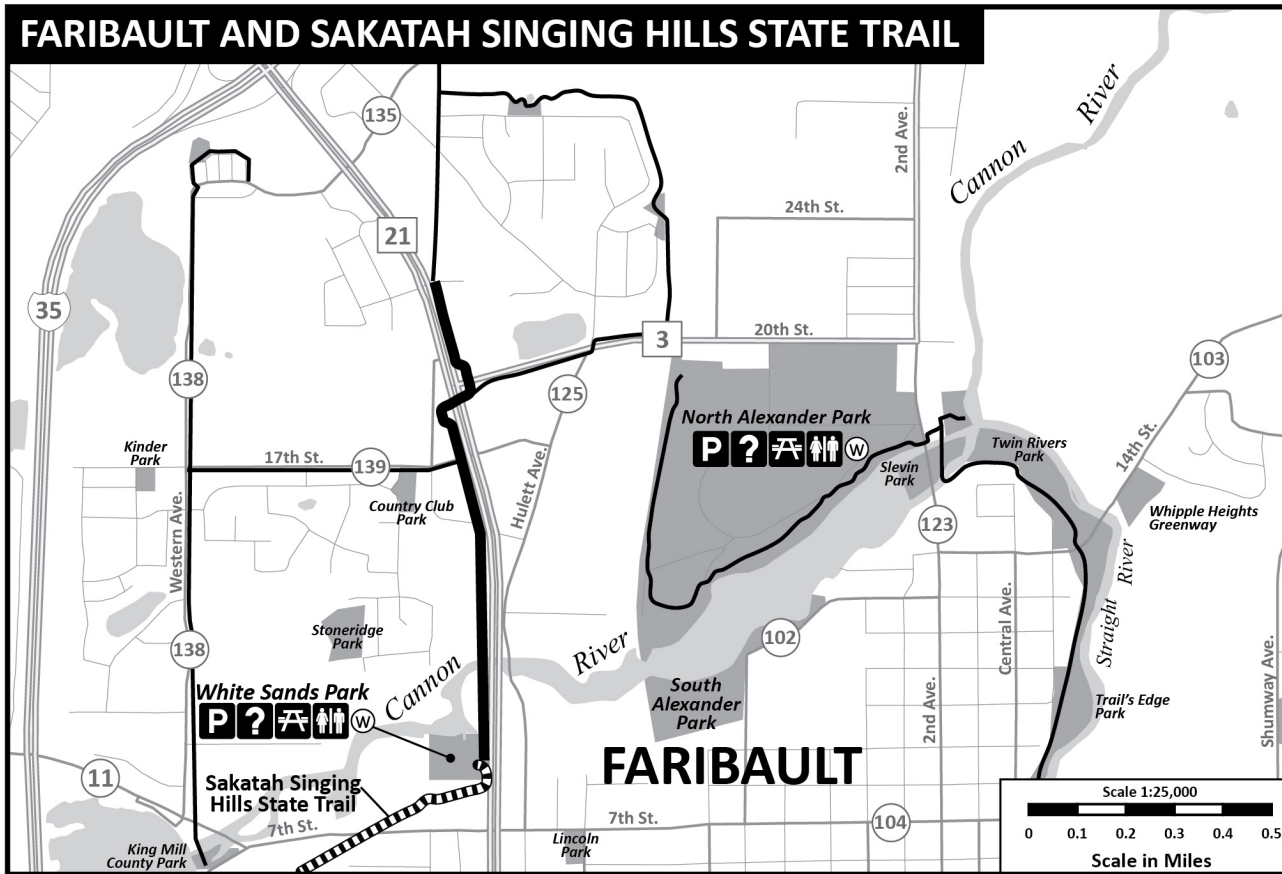 FARIBAULT AND SAKATAH SINGING HILLS STATE TRAIL
135
2nd Ave.
Cannon
River
24th St.
21
35
3
20th St.
138
125
103
North Alexander Park
P ? W
Kinder
Park
17th St.
139
Country Club
Park
Hulett Ave.
Slevin
Park
Twin Rivers
Park
14th St.
Whipple Heights
Greenway
123
Western Ave.
Central Ave.
Straight
River
Stoneridge
Park
138
102
River
Cannon
White Sands Park
P ? W
South
Alexander
Park
2nd Ave.
Trail's Edge
Park
Shumway Ave.
FARIBAULT
11
Sakatah Singing
Hills State Trail
7th St.
7th St.
104
King Mill
County Park
Lincoln
Park
Scale 1:25,000
0 0.1 0.2 0.3 0.4 0.5
Scale in Miles